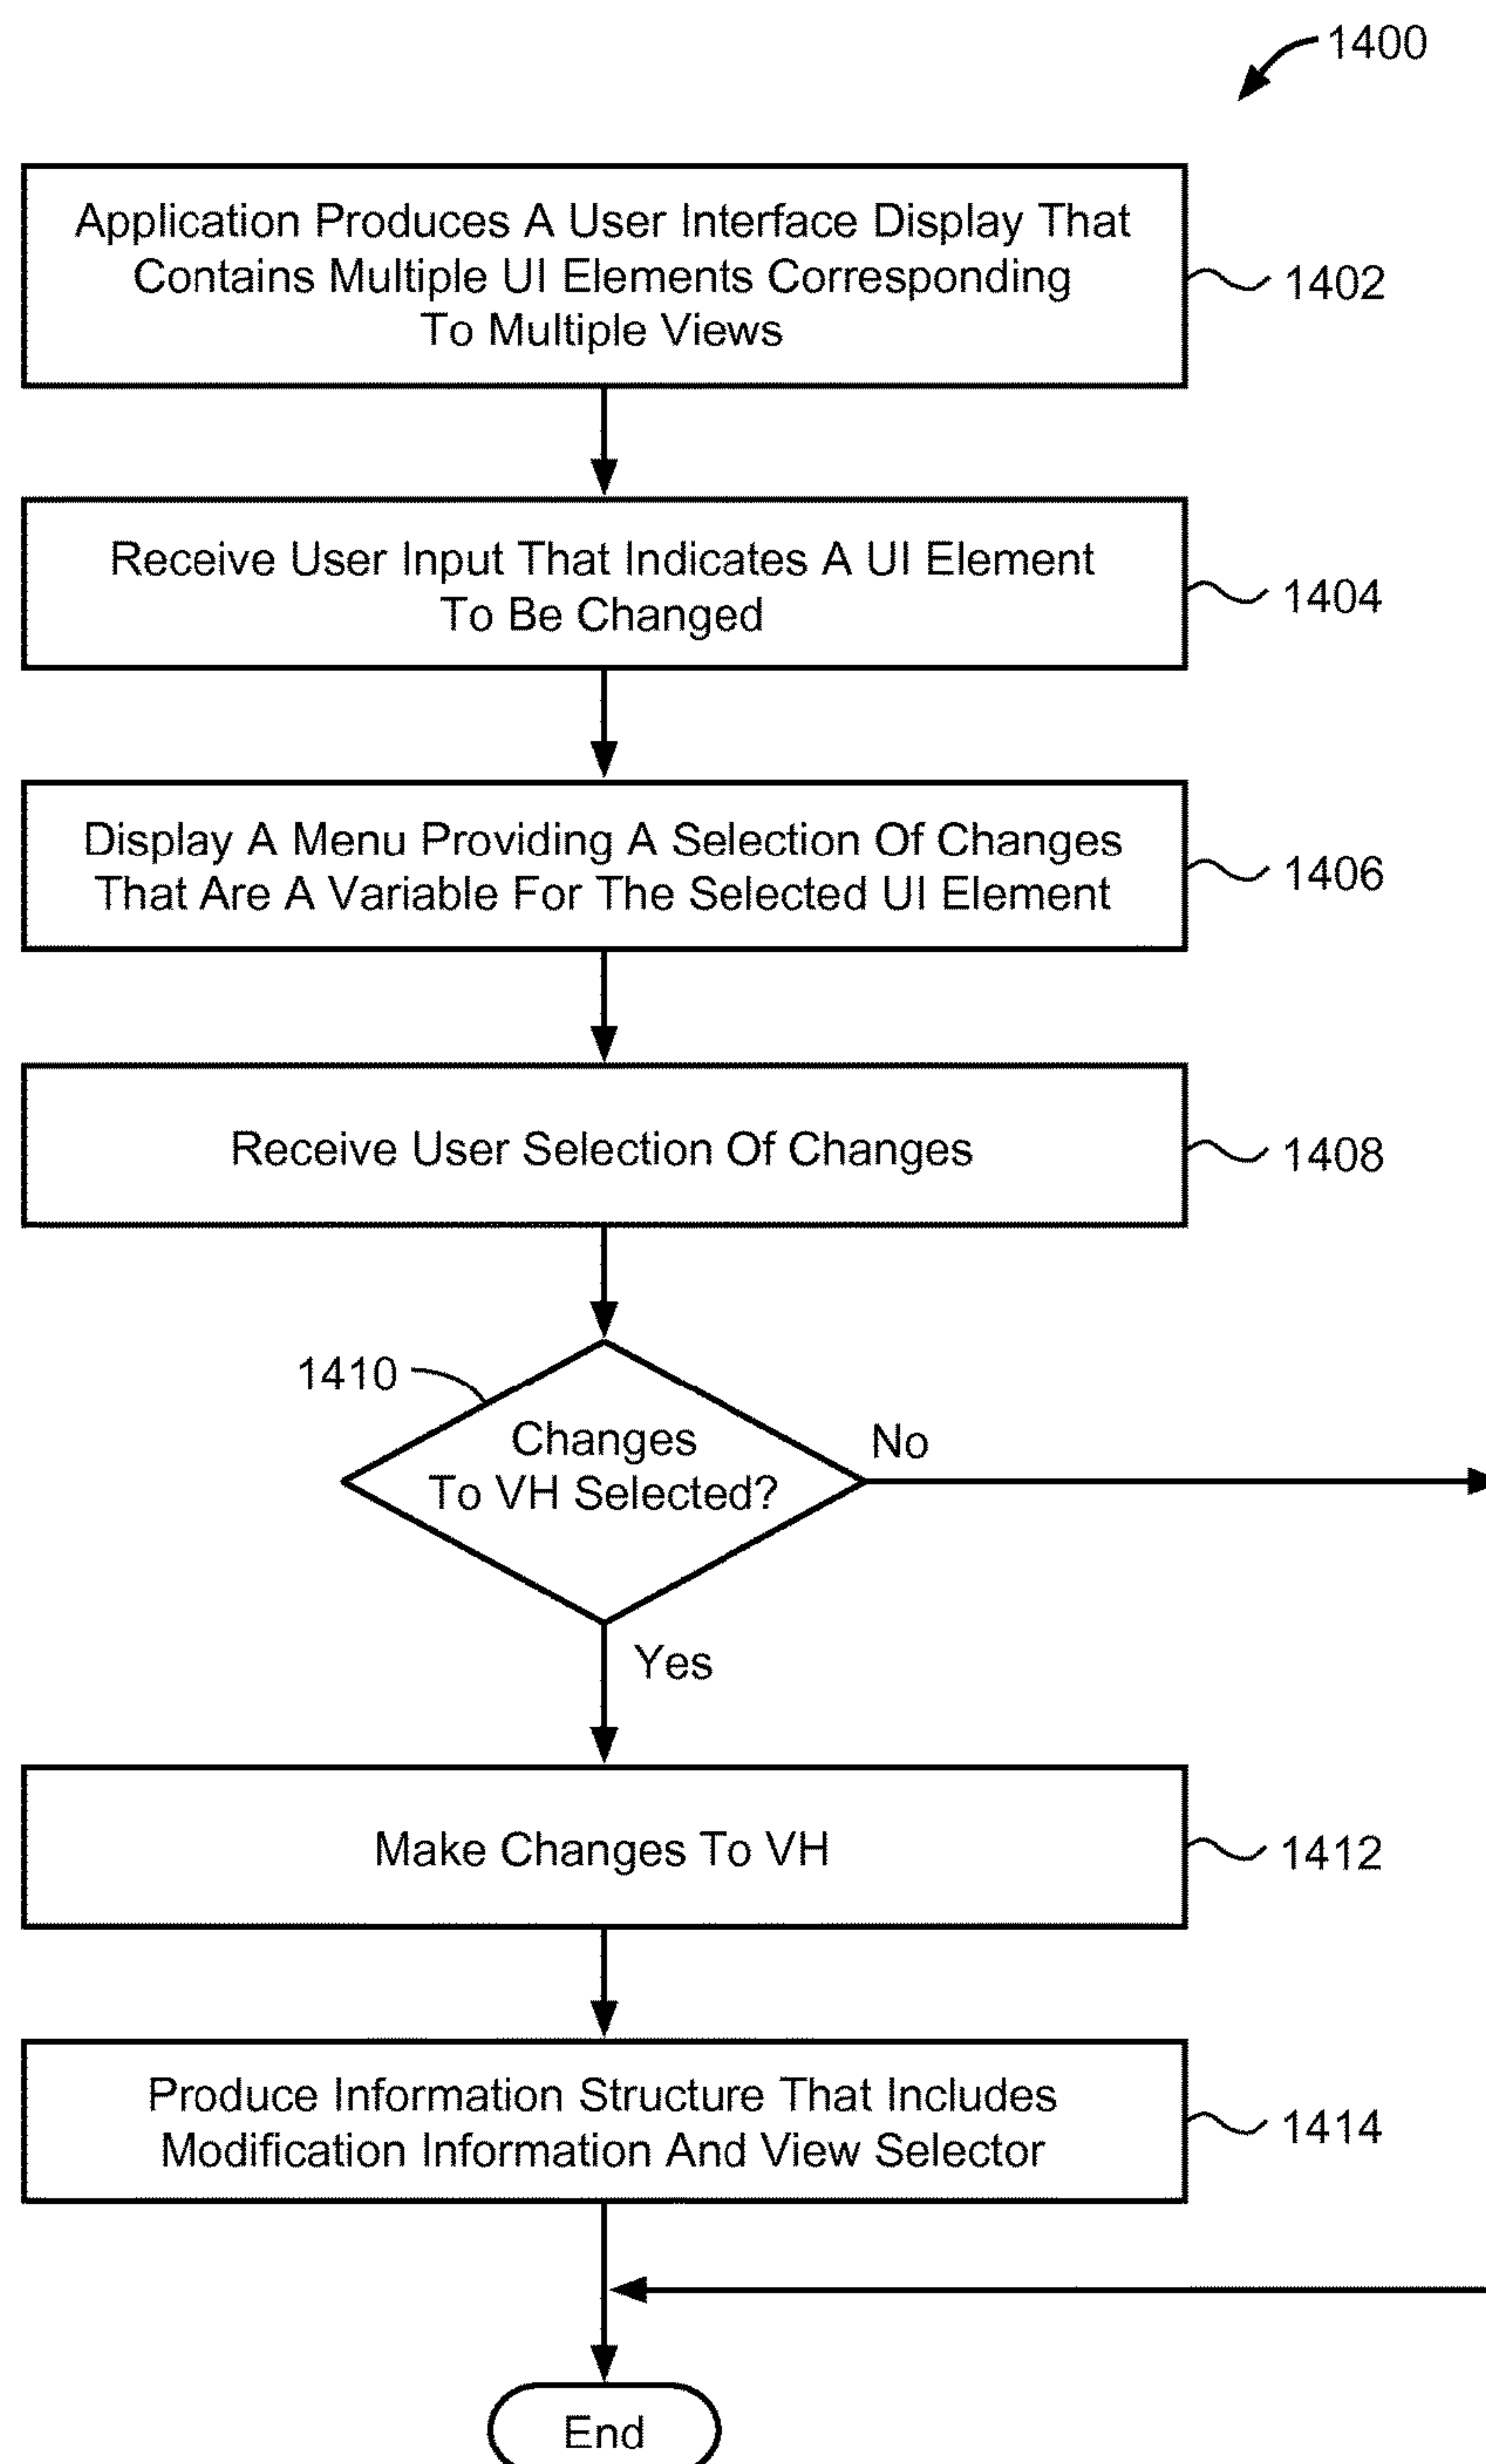 1400
Application Produces A User Interface Display That
Contains Multiple UI Elements Corresponding
To Multiple Views
1402
Receive User Input That Indicates A UI Element
To Be Changed
1404
Display A Menu Providing A Selection Of Changes
That Are A Variable For The Selected UI Element
1406
Receive User Selection Of Changes
1408
1410
Changes
To VH Selected?
No
Yes
Make Changes To VH
1412
Produce Information Structure That Includes
Modification Information And View Selector
1414
End